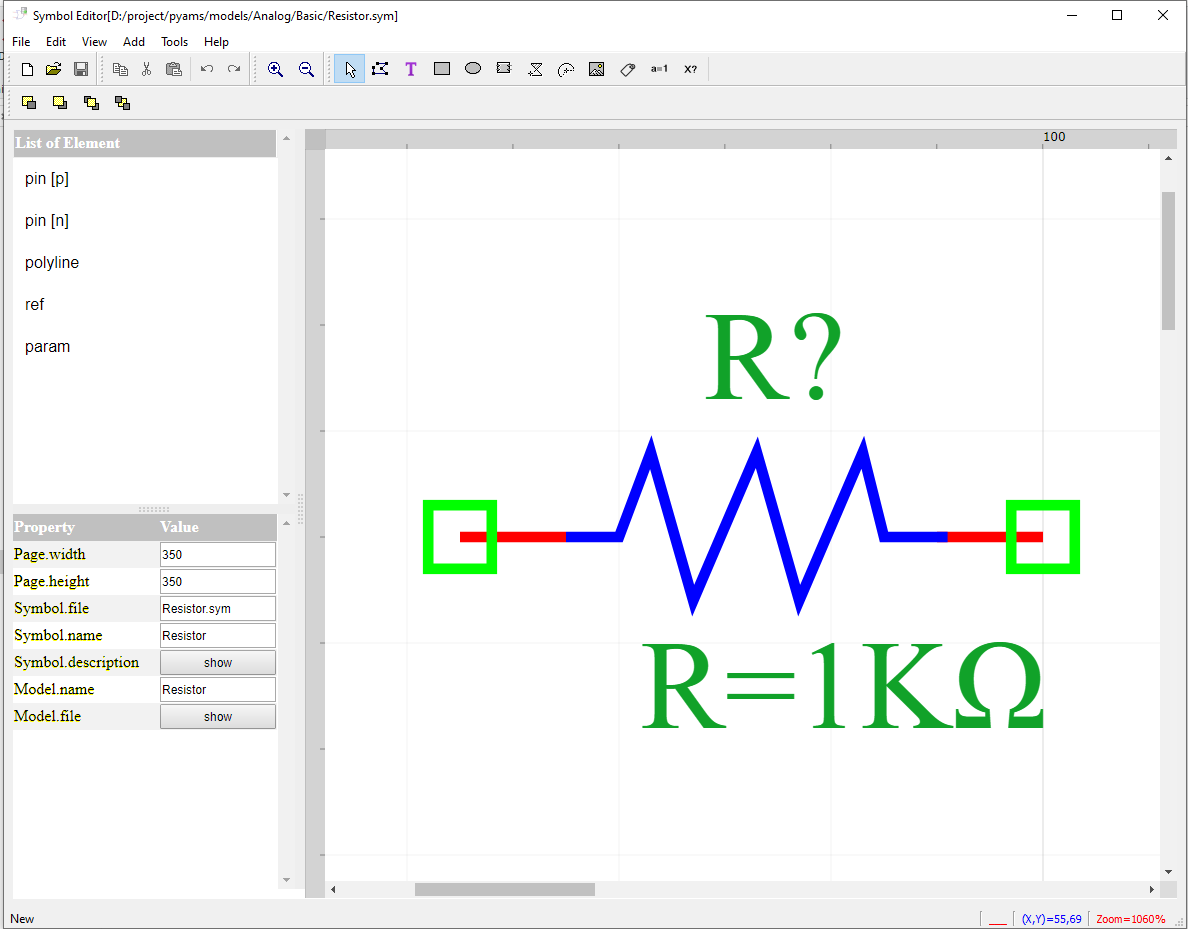 Symbol Editor[D:/project/pyams/models/Analog/Basic/Resistor.sym]
File Edit View Add Tools Help
T a=1 X?
List of Element
100
pin [p]
pin [n]
polyline
ref
param
R?
R=1KΩ
Property Value
Page.width 350
Page.height 350
Symbol.file Resistor.sym
Symbol.name Resistor
Symbol.description show
Model.name Resistor
Model.file show
New (X,Y)=55,69 Zoom=1060%